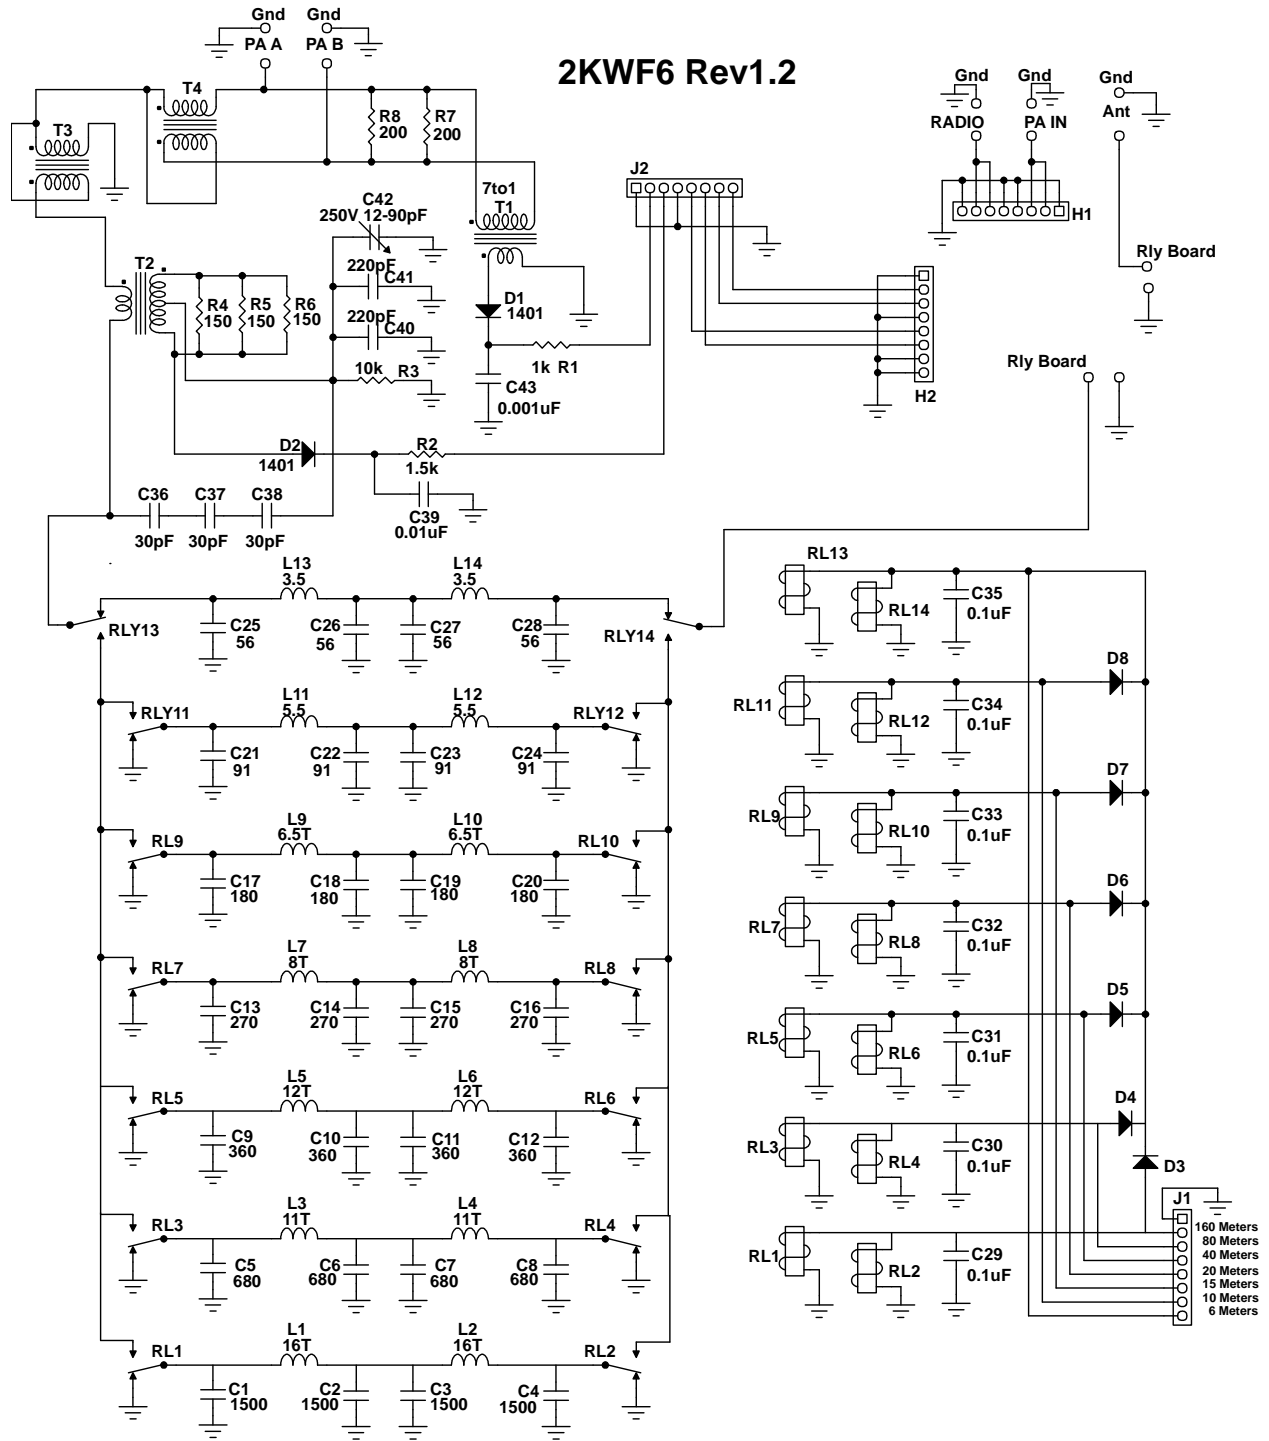 Gnd
Gnd
PA A
PA B
2KWF6 Rev1.2
Gnd
Gnd
Gnd
RADIO
PA IN
Ant
T4
T3
R8
200
R7
200
J2
H1
7to1
T1
C42
250V 12-90pF
Rly Board
T2
220pF
C41
R4
150
R5
150
R6
150
D1
1401
220pF
C40
10k
R3
1k R1
Rly Board
C43
0.001uF
H2
D2
1401
R2
1.5k
C39
0.01uF
C36
C37
C38
30pF
30pF
30pF
L13
3.5
L14
3.5
RL13
RLY13
C25
56
C26
56
C27
56
C28
56
RLY14
RL14
C35
0.1uF
L11
5.5
L12
5.5
D8
RLY11
RLY12
RL11
RL12
C34
0.1uF
C21
91
C22
91
C23
91
C24
91
L9
6.5T
L10
6.5T
D7
RL9
RL10
RL9
RL10
C33
0.1uF
C17
180
C18
180
C19
180
C20
180
L7
8T
L8
8T
D6
RL7
RL8
RL7
RL8
C32
0.1uF
C13
270
C14
270
C15
270
C16
270
L5
12T
L6
12T
D5
RL5
RL6
RL5
RL6
C31
0.1uF
C9
360
C10
360
C11
360
C12
360
D4
RL3
RL4
C30
0.1uF
D3
L3
11T
L4
11T
RL3
RL4
C5
680
C6
680
C7
680
C8
680
RL1
RL2
C29
0.1uF
J1
160 Meters
80 Meters
40 Meters
20 Meters
15 Meters
10 Meters
6 Meters
L1
16T
L2
16T
RL1
RL2
C1
1500
C2
1500
C3
1500
C4
1500